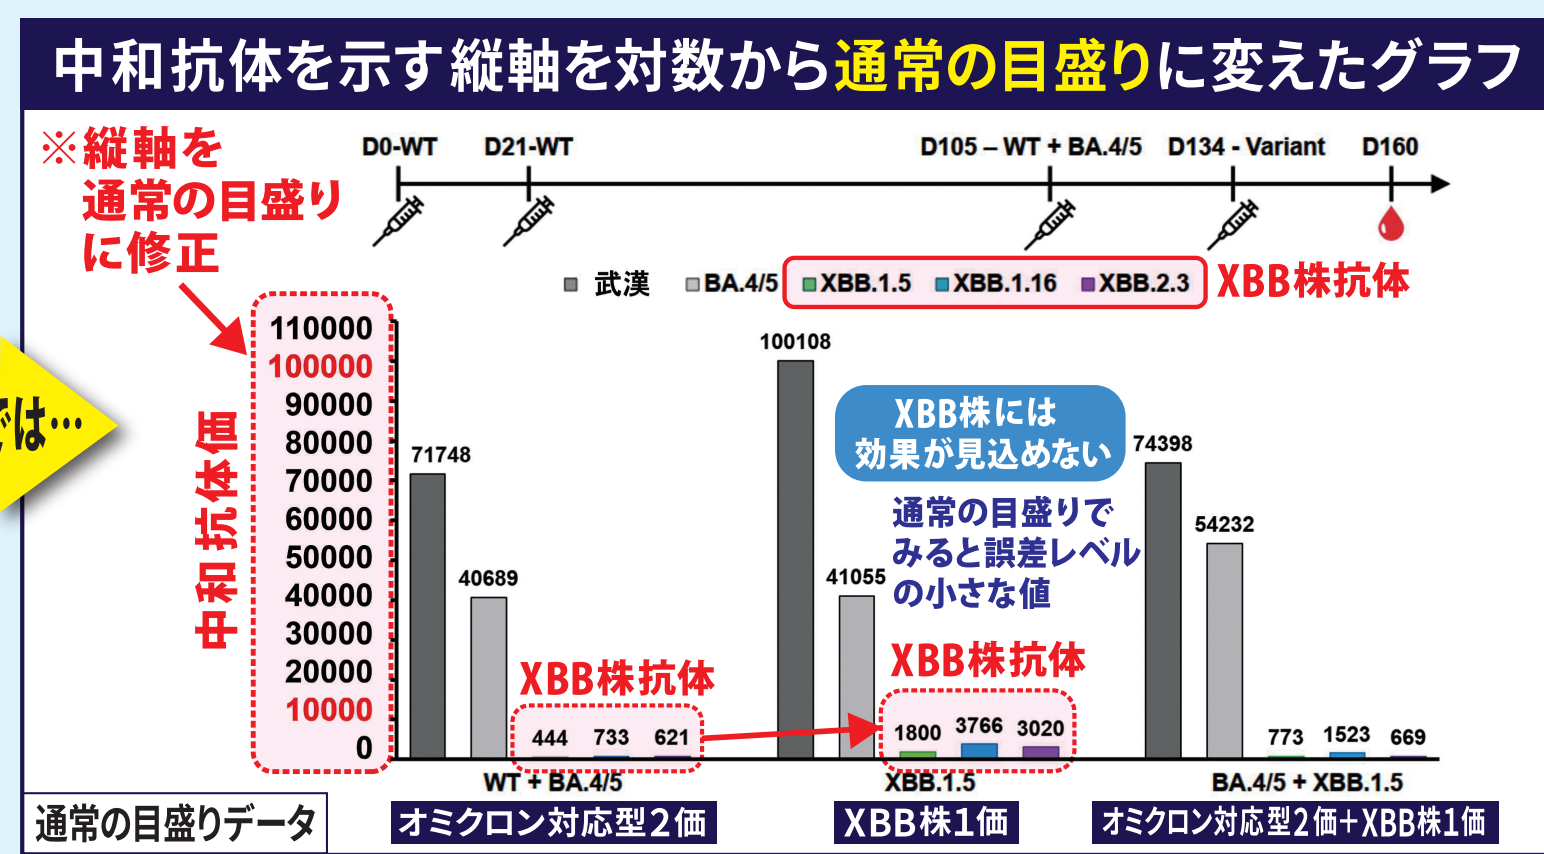 中和抗体を示す縦軸を対数から通常の目盛りに変えたグラフ
※縦軸を
通常の目盛り
に修正
D0-WT
D21-WT
D105 – WT + BA.4/5
D134 - Variant
D160
武漢
BA.4/5
XBB.1.5
XBB.1.16
XBB.2.3
XBB株抗体
では…
中和抗体価
110000
100000
90000
80000
70000
60000
50000
40000
30000
20000
10000
0
71748
40689
XBB株抗体
444
733
621
100108
41055
XBB株には
効果が見込めない
通常の目盛りで
みると誤差レベル
の小さな値
XBB株抗体
1800
3766
3020
74398
54232
773
1523
669
WT + BA.4/5
XBB.1.5
BA.4/5 + XBB.1.5
通常の目盛りデータ
オミクロン対応型2価
XBB株1価
オミクロン対応型2価+XBB株1価